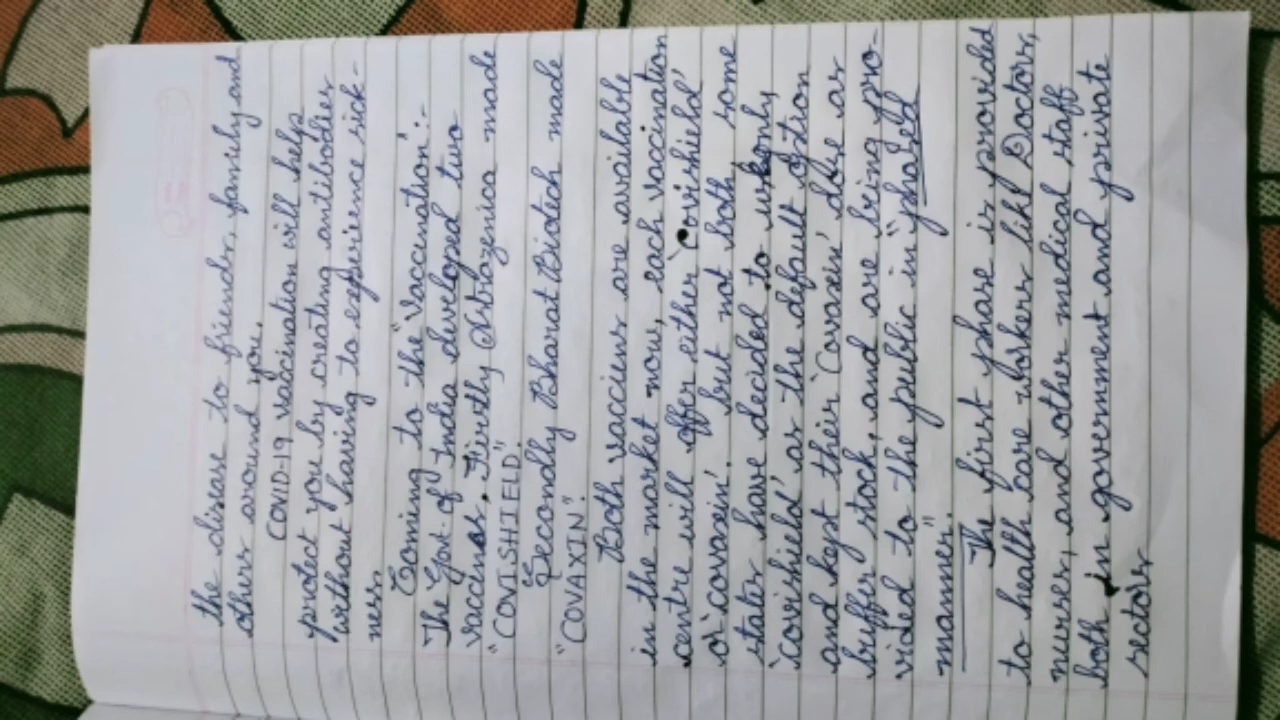 the disease to friends, family and
others around you.
COVID-19 vaccination will help
protect you by creating antibodies
without having to experience sick-
ness
Coming to the "Vaccination":-
The Govt of India developed two
vaccines. Firstly Astrazenica made
"COVISHIELD".
Secondly Bharat Biotech made
"COVAXIN".
Both vaccines are available
in the market now, each vaccination
centre will offer either 'covishield'
or 'covaxin'. but not both some
states have decided to use only
'covishield' as the default option
and kept their 'Covaxin' doze as
buffer stock, and are being pro-
vided to the public in "phased
manner".
The first phase is provided
to health care workers like Doctors,
nurses, and other medical staff
both in government and private
sectors